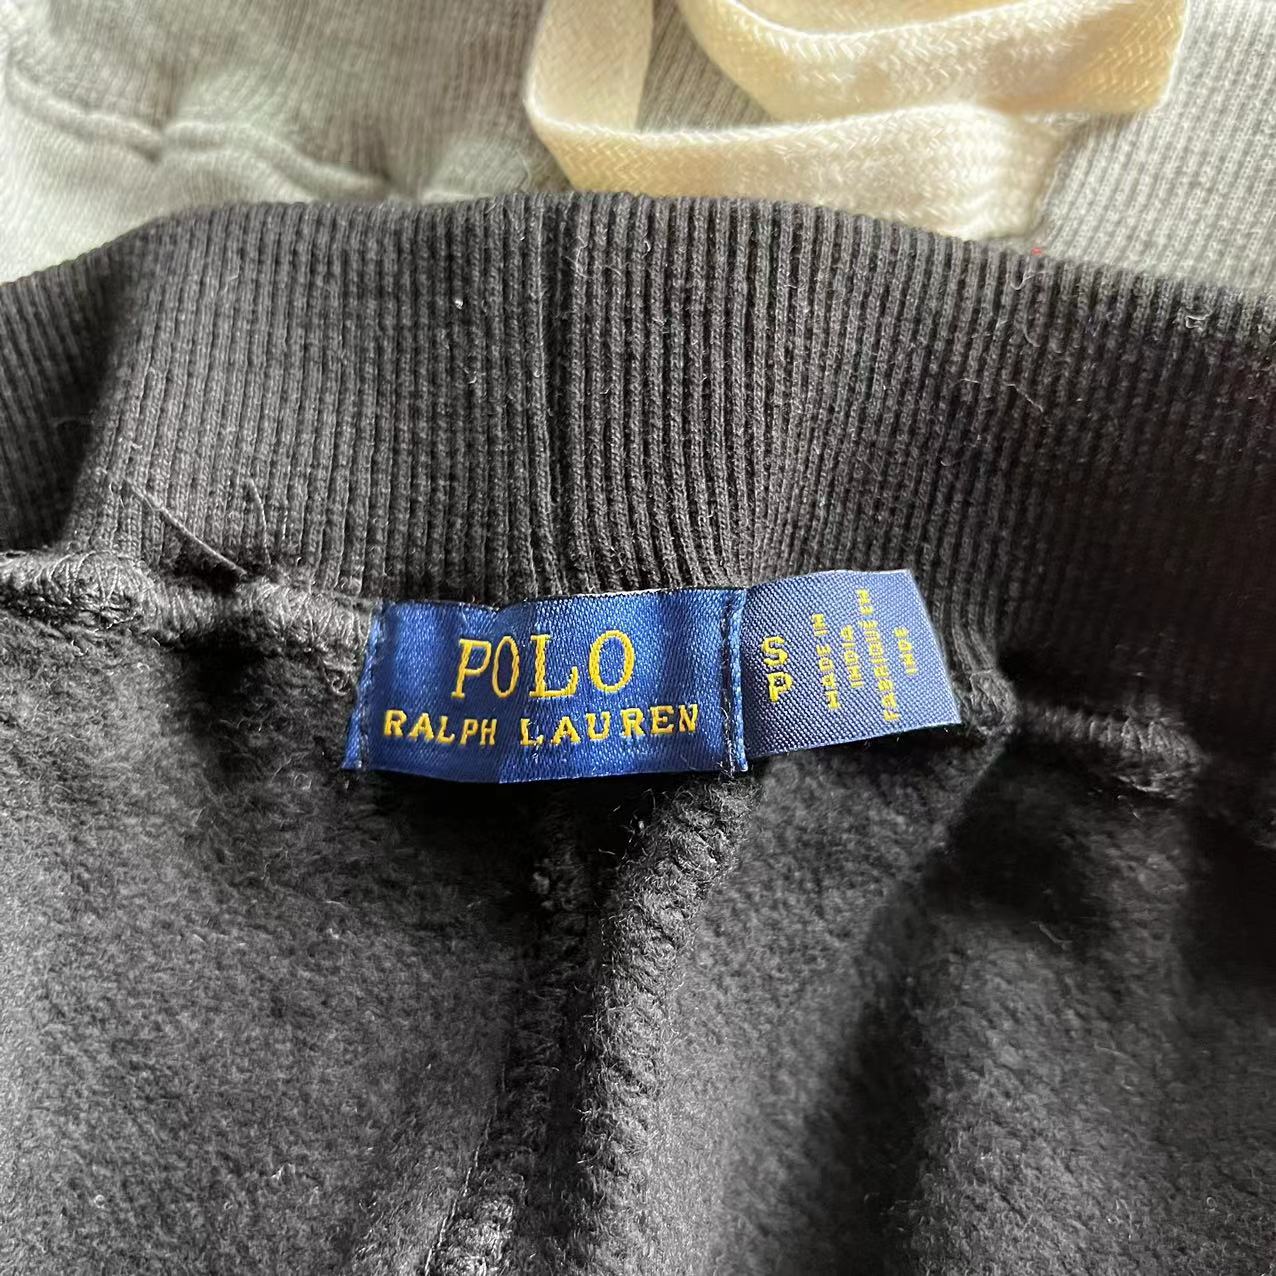 POLO
RALPH LAUREN
S
P
MADE IN
INDIA
FABRIQUE EN
INDE